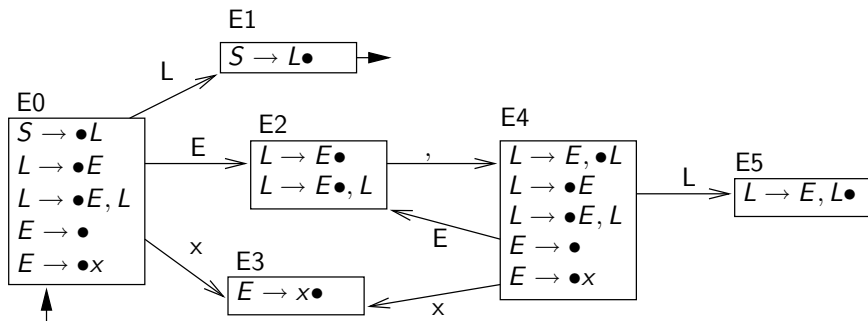 E1
S → L●
L
E0
S → ●L
L → ●E
L → ●E, L
E → ●
E → ●x
E
E2
L → E●
L → E●, L
,
E4
L → E, ●L
L → ●E
L → ●E, L
E → ●
E → ●x
L
E5
L → E, L●
E
x
E3
E → x●
x